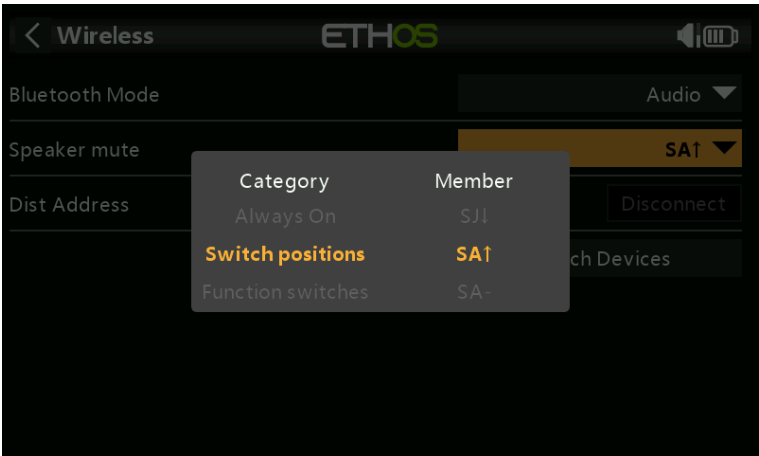 Wireless ETHOS
Bluetooth Mode Audio
Speaker mute SA↑
Dist Address Disconnect
ch Devices
Category Member
Always On SJ↓
Switch positions SA↑
Function switches SA-